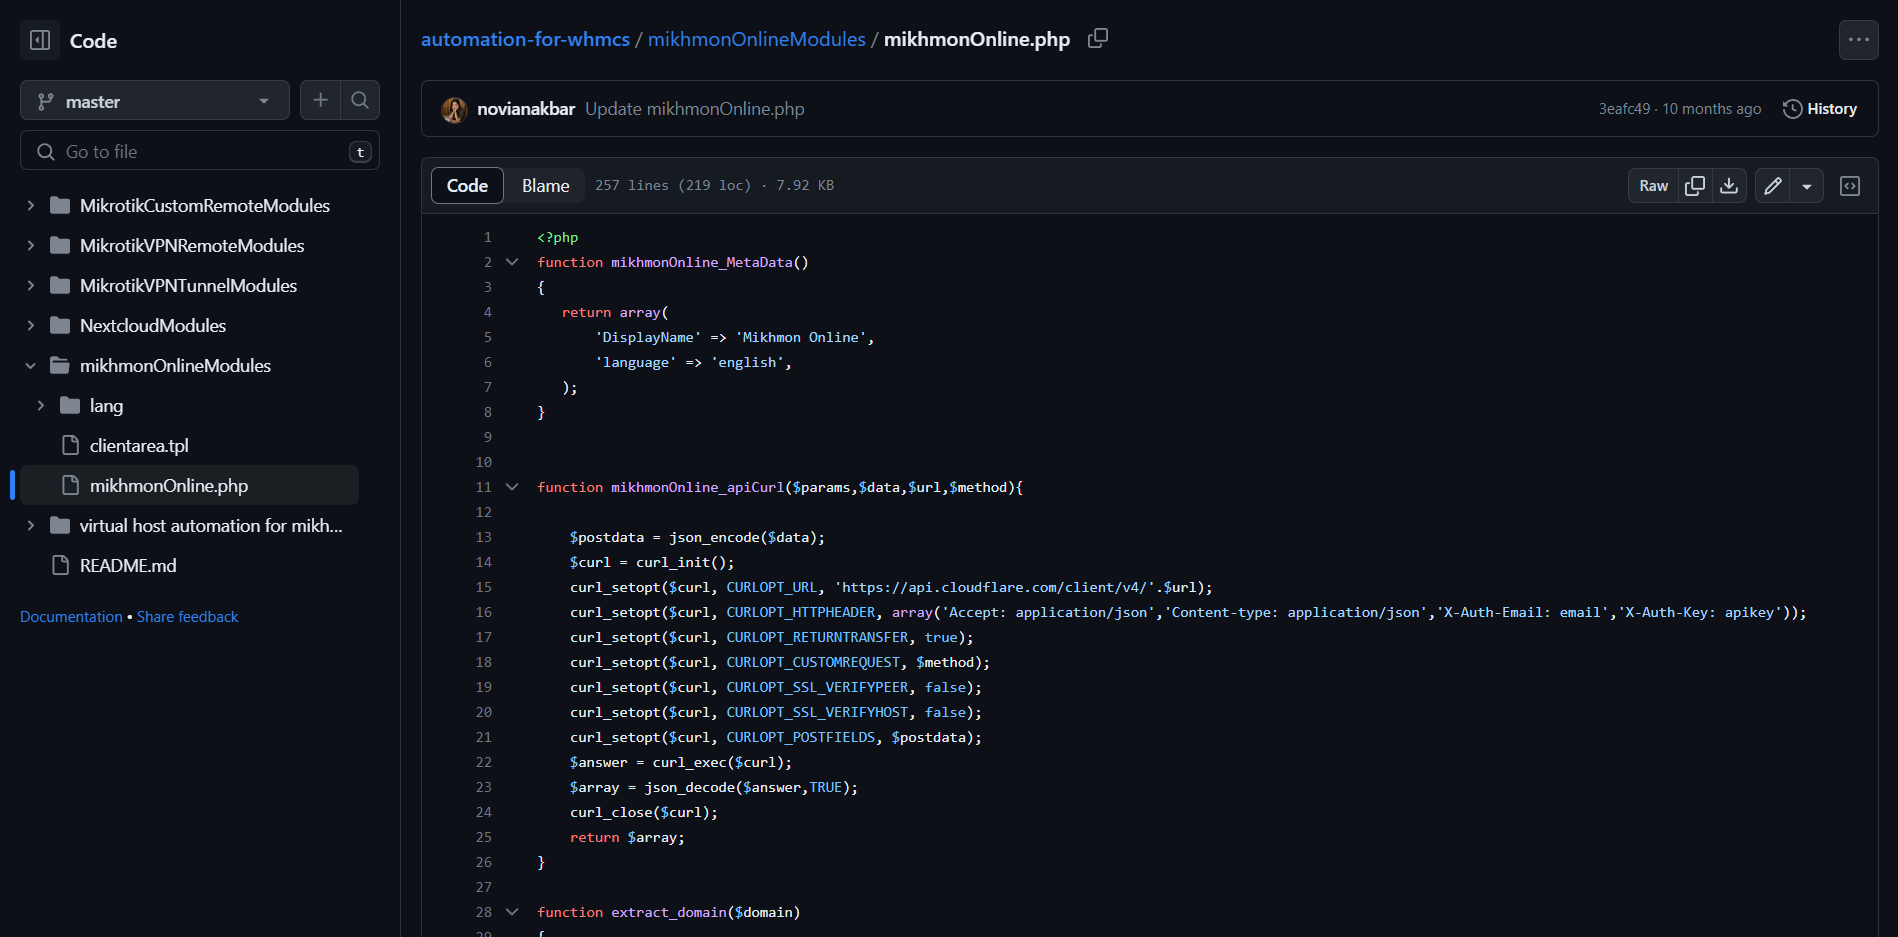 Code
master
Go to file
t
MikrotikCustomRemoteModules
MikrotikVPNRemoteModules
MikrotikVPNTunnelModules
NextcloudModules
mikhmonOnlineModules
lang
clientarea.tpl
mikhmonOnline.php
virtual host automation for mikh...
README.md
Documentation • Share feedback
automation-for-whmcs / mikhmonOnlineModules / mikhmonOnline.php
novianakbar Update mikhmonOnline.php 3eafc49 · 10 months ago History
Code Blame 257 lines (219 loc) · 7.92 KB Raw
1 <?php
2 function mikhmonOnline_MetaData()
3 {
4 return array(
5 'DisplayName' => 'Mikhmon Online',
6 'language' => 'english',
7 );
8 }
9
10
11 function mikhmonOnline_apiCurl($params,$data,$url,$method){
12
13 $postdata = json_encode($data);
14 $curl = curl_init();
15 curl_setopt($curl, CURLOPT_URL, 'https://api.cloudflare.com/client/v4/'.$url);
16 curl_setopt($curl, CURLOPT_HTTPHEADER, array('Accept: application/json','Content-type: application/json','X-Auth-Email: email','X-Auth-Key: apikey'));
17 curl_setopt($curl, CURLOPT_RETURNTRANSFER, true);
18 curl_setopt($curl, CURLOPT_CUSTOMREQUEST, $method);
19 curl_setopt($curl, CURLOPT_SSL_VERIFYPEER, false);
20 curl_setopt($curl, CURLOPT_SSL_VERIFYHOST, false);
21 curl_setopt($curl, CURLOPT_POSTFIELDS, $postdata);
22 $answer = curl_exec($curl);
23 $array = json_decode($answer,TRUE);
24 curl_close($curl);
25 return $array;
26 }
27
28 function extract_domain($domain)
29 {